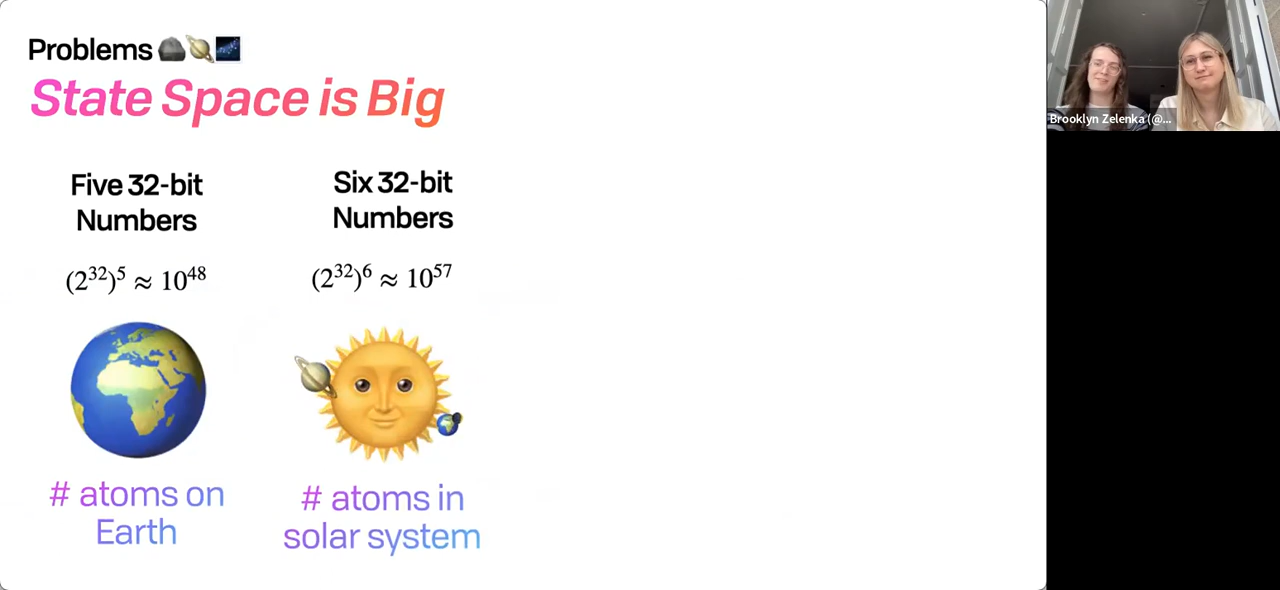 Problems
State Space is Big
Five 32-bit
Numbers
(2³²)⁵ ≈ 10⁴⁸
# atoms on
Earth
Six 32-bit
Numbers
(2³²)⁶ ≈ 10⁵⁷
# atoms in
solar system
Brooklyn Zelenka (@...